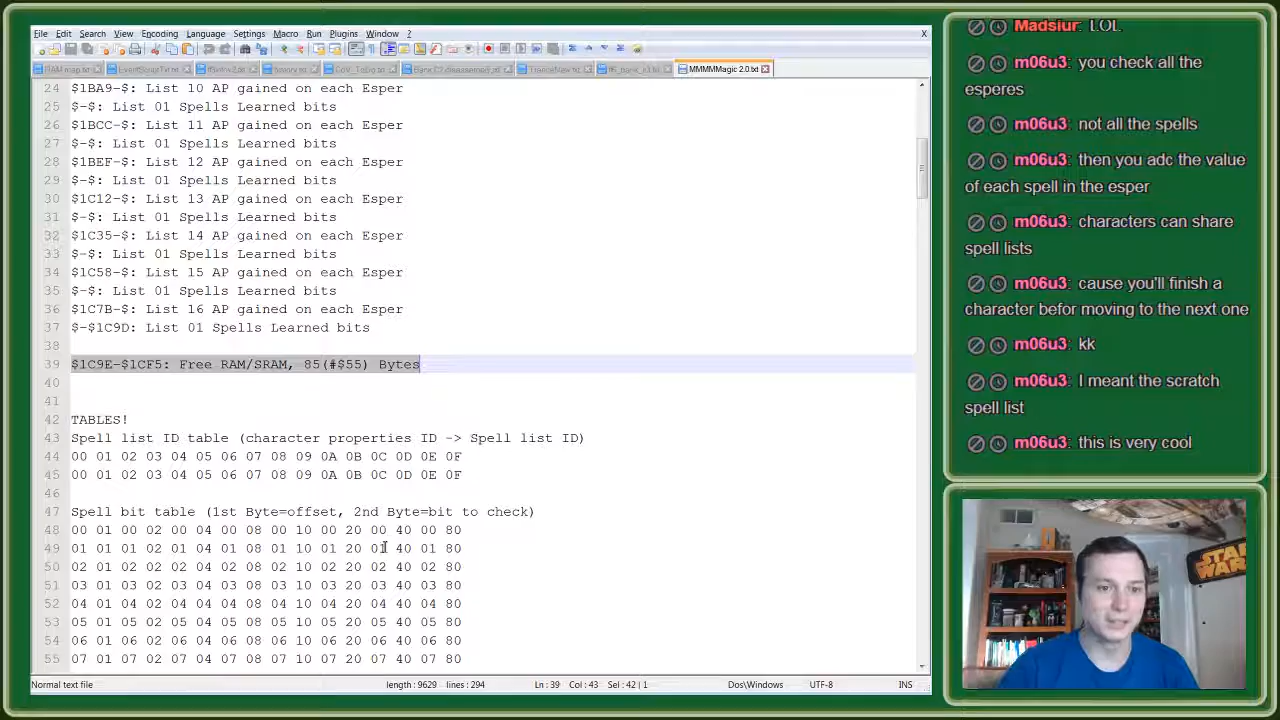 File Edit Search View Encoding Language Settings Macro Run Plugins Window ? X
RAM map.txt
MMMMMagic 2.0.txt
24 $1BA9-$: List 10 AP gained on each Esper
25 $-$: List 01 Spells Learned bits
26 $1BCC-$: List 11 AP gained on each Esper
27 $-$: List 01 Spells Learned bits
28 $1BEF-$: List 12 AP gained on each Esper
29 $-$: List 01 Spells Learned bits
30 $1C12-$: List 13 AP gained on each Esper
31 $-$: List 01 Spells Learned bits
32 $1C35-$: List 14 AP gained on each Esper
33 $-$: List 01 Spells Learned bits
34 $1C58-$: List 15 AP gained on each Esper
35 $-$: List 01 Spells Learned bits
36 $1C7B-$: List 16 AP gained on each Esper
37 $-$1C9D: List 01 Spells Learned bits
38
39 $1C9E-$1CF5: Free RAM/SRAM, 85(#$55) Bytes
40
41
42 TABLES!
43 Spell list ID table (character properties ID -> Spell list ID)
44 00 01 02 03 04 05 06 07 08 09 0A 0B 0C 0D 0E 0F
45 00 01 02 03 04 05 06 07 08 09 0A 0B 0C 0D 0E 0F
46
47 Spell bit table (1st Byte=offset, 2nd Byte=bit to check)
48 00 01 00 02 00 04 00 08 00 10 00 20 00 40 00 80
49 01 01 01 02 01 04 01 08 01 10 01 20 01 40 01 80
50 02 01 02 02 02 04 02 08 02 10 02 20 02 40 02 80
51 03 01 03 02 03 04 03 08 03 10 03 20 03 40 03 80
52 04 01 04 02 04 04 04 08 04 10 04 20 04 40 04 80
53 05 01 05 02 05 04 05 08 05 10 05 20 05 40 05 80
54 06 01 06 02 06 04 06 08 06 10 06 20 06 40 06 80
55 07 01 07 02 07 04 07 08 07 10 07 20 07 40 07 80
Normal text file length : 9629 lines : 294 Ln : 39 Col : 43 Sel : 42 | 1 Dos\Windows UTF-8 INS
Madsiur: LOL
m06u3: you check all the
esperes
m06u3: not all the spells
m06u3: then you adc the value
of each spell in the esper
m06u3: characters can share
spell lists
m06u3: cause you'll finish a
character befor moving to the next one
m06u3: kk
m06u3: I meant the scratch
spell list
m06u3: this is very cool
STAR
WARS